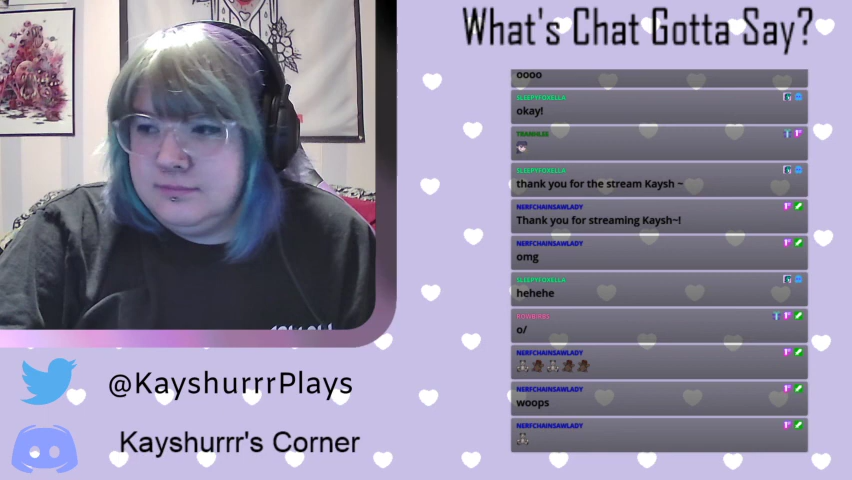 What's Chat Gotta Say?
oooo
SLEEPYFOXELLA
okay!
SLEEPYFOXELLA
thank you for the stream Kaysh ~
NERFCHAINSAWLADY
Thank you for streaming Kaysh~!
NERFCHAINSAWLADY
omg
SLEEPYFOXELLA
hehehe
o/
NERFCHAINSAWLADY
NERFCHAINSAWLADY
woops
NERFCHAINSAWLADY
@KayshurrrPlays
Kayshurrr's Corner